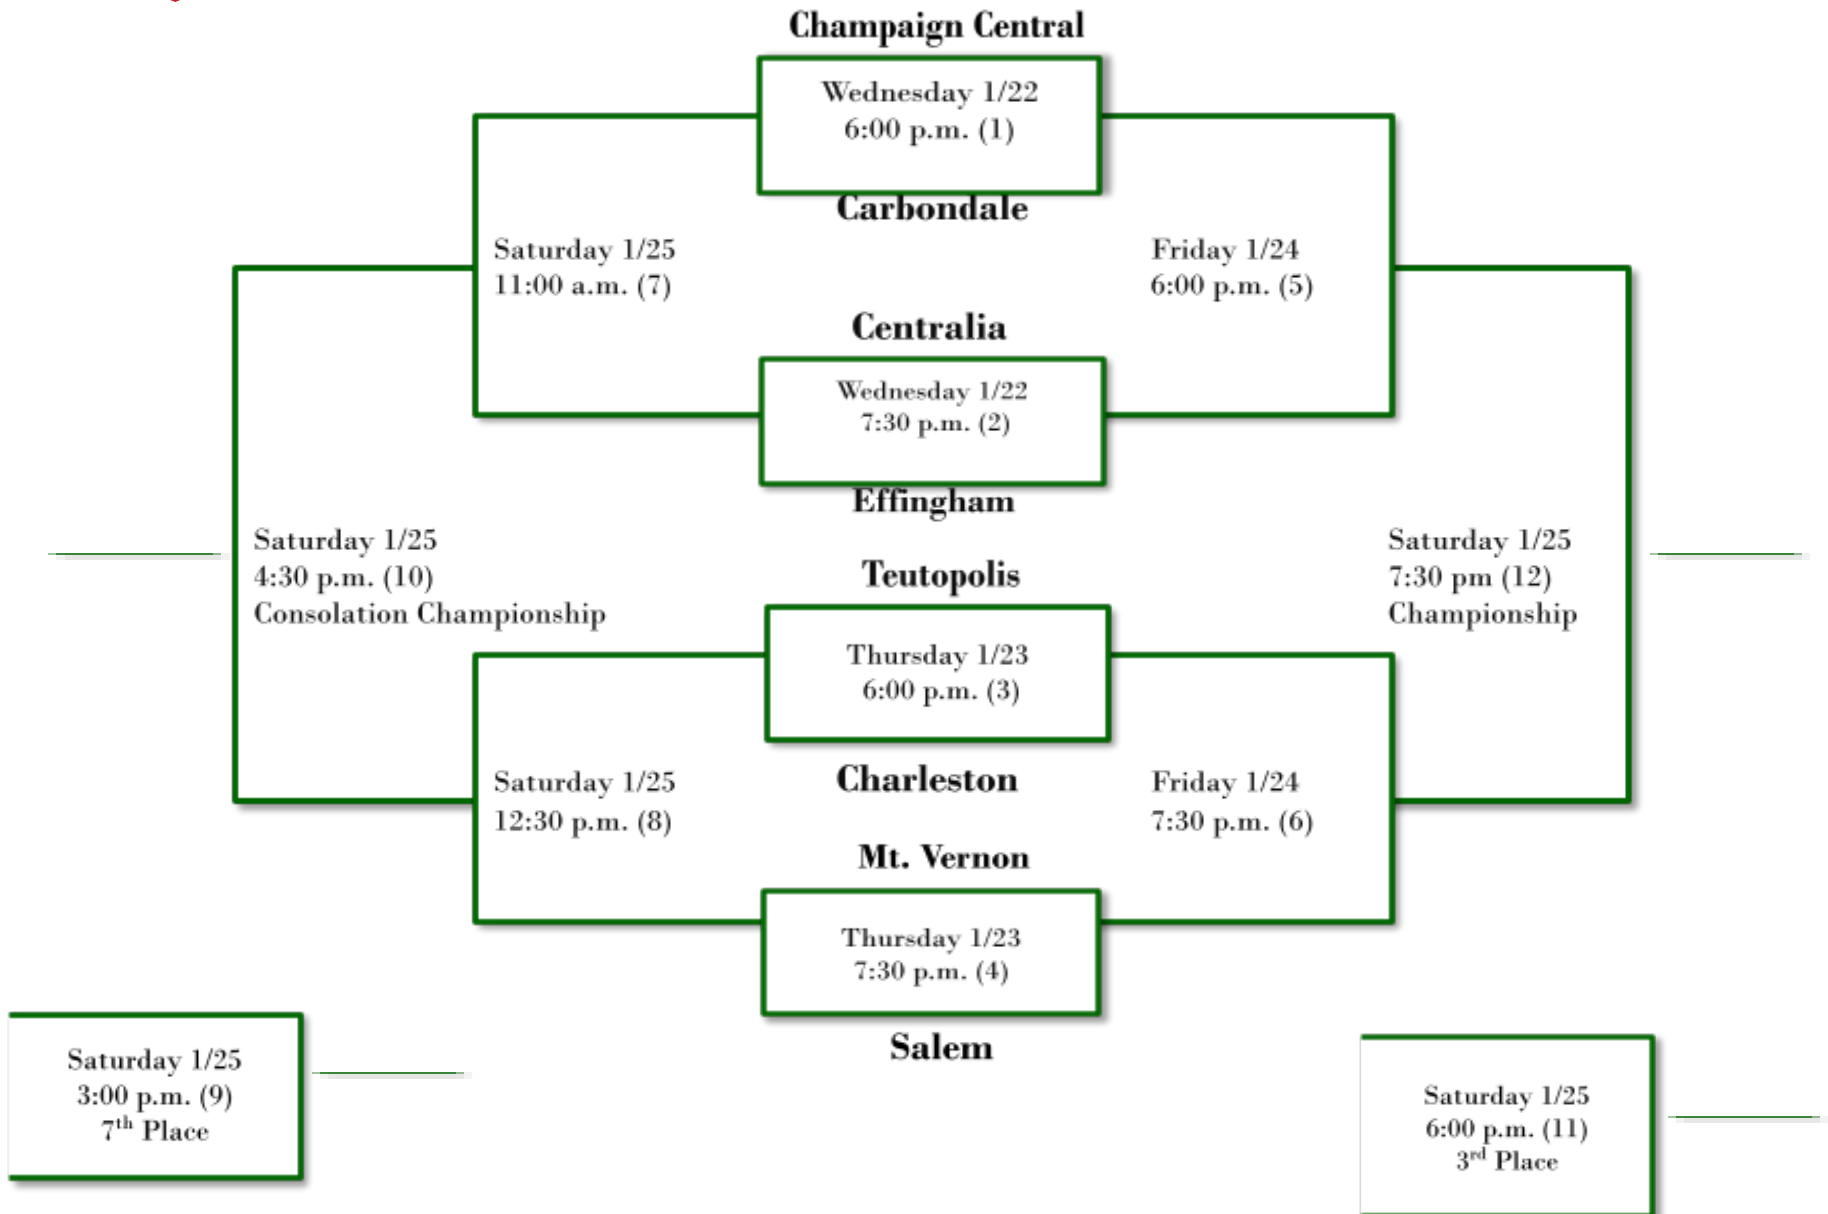 Champaign Central
Wednesday 1/22
6:00 p.m. (1)
Carbondale
Saturday 1/25
11:00 a.m. (7)
Friday 1/24
6:00 p.m. (5)
Centralia
Wednesday 1/22
7:30 p.m. (2)
Effingham
Saturday 1/25
4:30 p.m. (10)
Consolation Championship
Saturday 1/25
7:30 pm (12)
Championship
Teutopolis
Thursday 1/23
6:00 p.m. (3)
Charleston
Saturday 1/25
12:30 p.m. (8)
Friday 1/24
7:30 p.m. (6)
Mt. Vernon
Thursday 1/23
7:30 p.m. (4)
Salem
Saturday 1/25
3:00 p.m. (9)
7th Place
Saturday 1/25
6:00 p.m. (11)
3rd Place